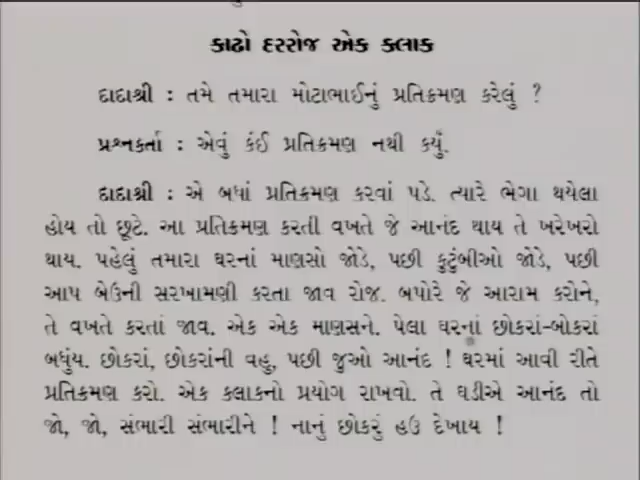 કાઢો દરરોજ એક કલાક
દાદાશ્રી : તમે તમારા મોટાભાઈનું પ્રતિક્રમણ કરેલું ?
પ્રશ્નકર્તા : એવું કંઈ પ્રતિક્રમણ નથી કર્યું.
દાદાશ્રી : એ બધાં પ્રતિક્રમણ કરવાં પડે. ત્યારે ભેગા થયેલા
હોય તો છૂટે. આ પ્રતિક્રમણ કરતી વખતે જે આનંદ થાય તે ખરેખરો
થાય. પહેલું તમારા ઘરનાં માણસો જોડે, પછી કુટુંબીઓ જોડે, પછી
આપ બેઉની સરખામણી કરતા જાવ રોજ. બપોરે જે આરામ કરોને,
તે વખતે કરતાં જાવ. એક એક માણસને. પેલા ઘરનાં છોકરાં-બોકરાં
બધુંય. છોકરાં, છોકરાંની વહુ, પછી જુઓ આનંદ ! ઘરમાં આવી રીતે
પ્રતિક્રમણ કરો. એક કલાકનો પ્રયોગ રાખવો. તે ઘડીએ આનંદ તો
જો, જો, સંભારી સંભારીને ! નાનું છોકરું હઉ દેખાય !